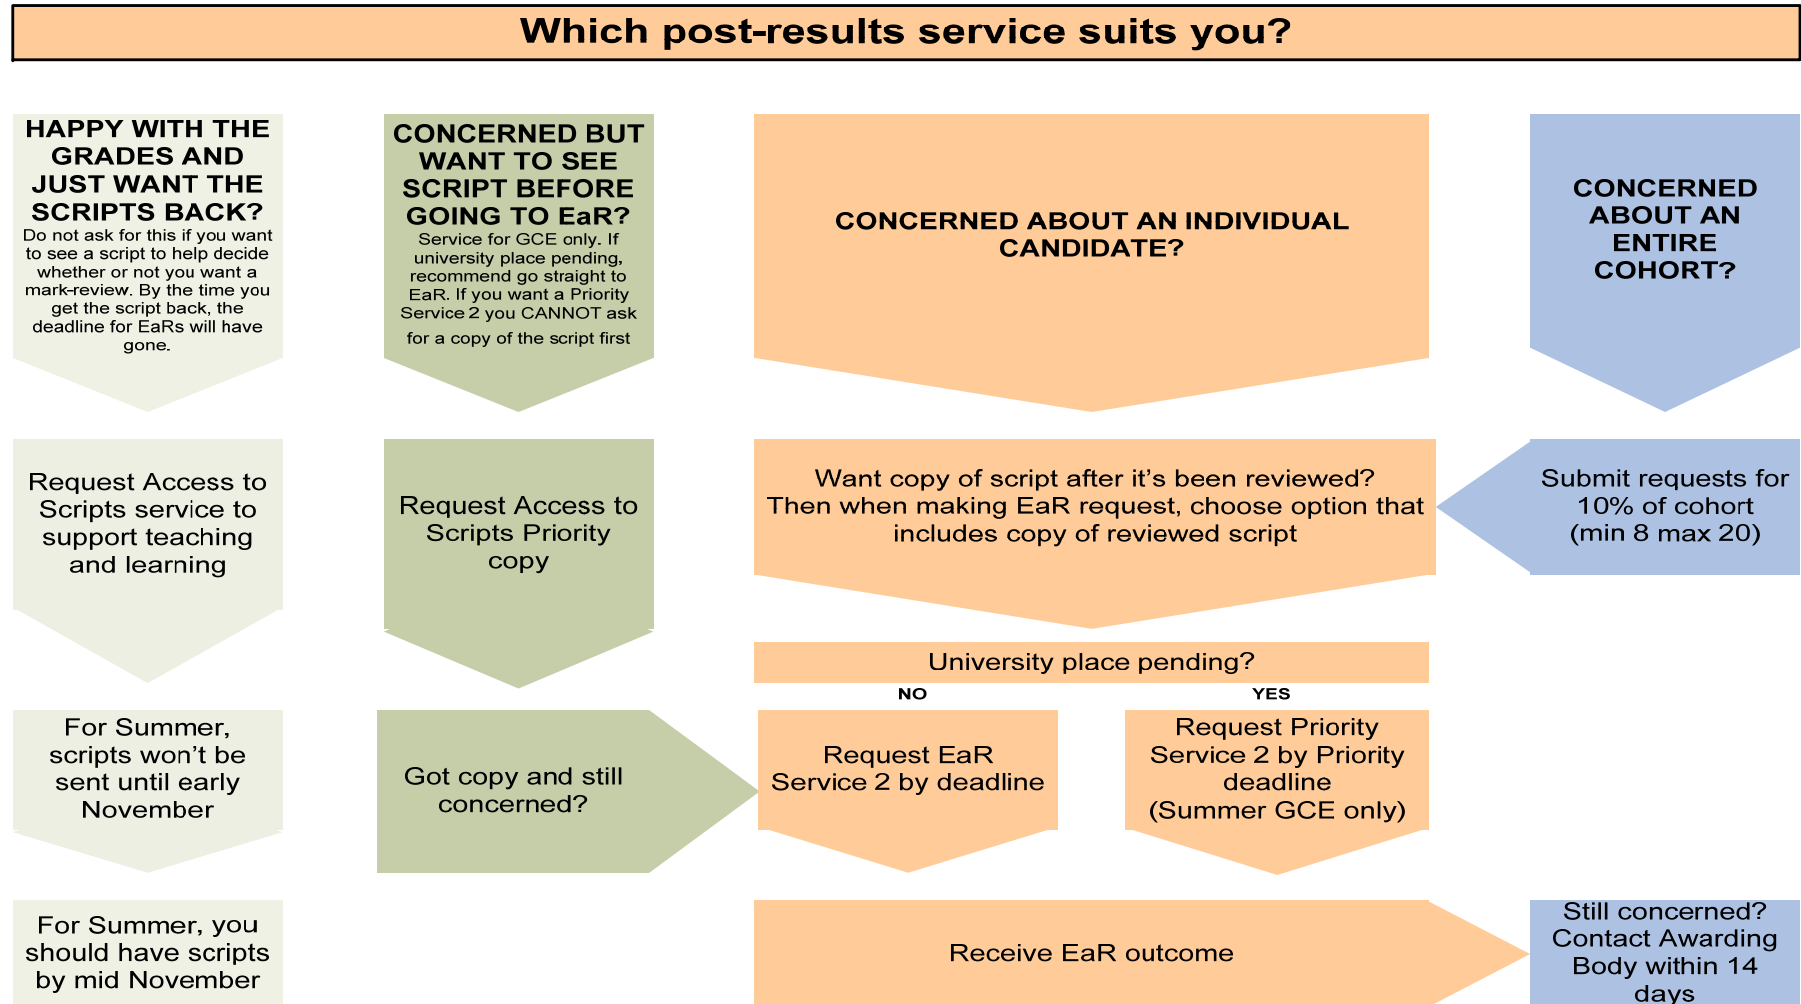 Which post-results service suits you?
HAPPY WITH THE
GRADES AND
JUST WANT THE
SCRIPTS BACK?
Do not ask for this if you want
to see a script to help decide
whether or not you want a
mark-review. By the time you
get the script back, the
deadline for EaRs will have
gone.
CONCERNED BUT
WANT TO SEE
SCRIPT BEFORE
GOING TO EaR?
Service for GCE only. If
university place pending,
recommend go straight to
EaR. If you want a Priority
Service 2 you CANNOT ask
for a copy of the script first
CONCERNED ABOUT AN INDIVIDUAL
CANDIDATE?
CONCERNED
ABOUT AN
ENTIRE
COHORT?
Request Access to
Scripts service to
support teaching
and learning
Request Access to
Scripts Priority
copy
Want copy of script after it’s been reviewed?
Then when making EaR request, choose option that
includes copy of reviewed script
Submit requests for
10% of cohort
(min 8 max 20)
University place pending?
NO
YES
For Summer,
scripts won’t be
sent until early
November
Got copy and still
concerned?
Request EaR
Service 2 by deadline
Request Priority
Service 2 by Priority
deadline
(Summer GCE only)
For Summer, you
should have scripts
by mid November
Receive EaR outcome
Still concerned?
Contact Awarding
Body within 14
days